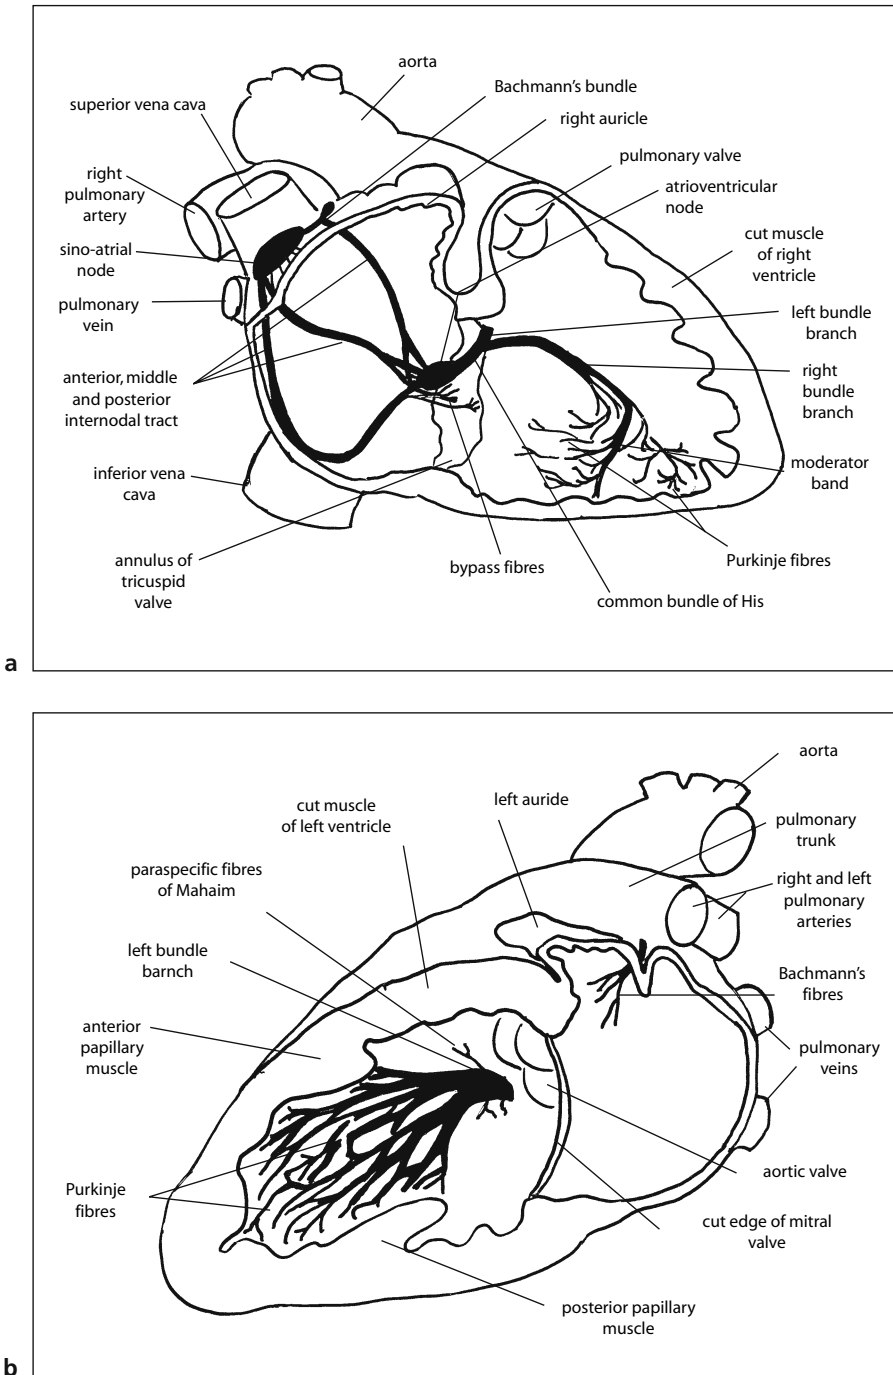 aorta
Bachmann's bundle
superior vena cava
right auricle
pulmonary valve
right
pulmonary
artery
atrioventricular
node
sino-atrial
node
cut muscle
of right
ventricle
pulmonary
vein
left bundle
branch
anterior, middle
and posterior
internodal tract
right
bundle
branch
inferior vena
cava
moderator
band
annulus of
tricuspid
valve
bypass fibres
Purkinje fibres
common bundle of His
a
aorta
cut muscle
of left ventricle
left auride
pulmonary
trunk
paraspecific fibres
of Mahaim
right and left
pulmonary
arteries
left bundle
barnch
Bachmann's
fibres
anterior
papillary
muscle
pulmonary
veins
aortic valve
Purkinje
fibres
cut edge of mitral
valve
posterior papillary
muscle
b